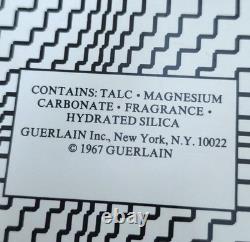 CONTAINS: TALC • MAGNESIUM
CARBONATE • FRAGRANCE •
HYDRATED SILICA
GUERLAIN Inc., New York, N.Y. 10022
© 1967 GUERLAIN